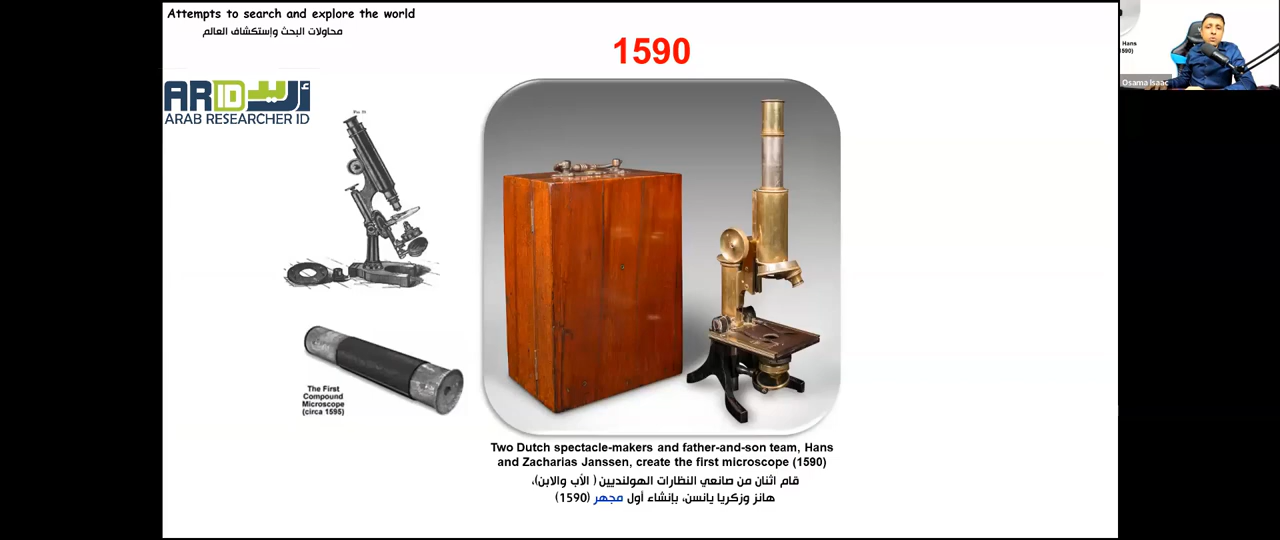 Attempts to search and explore the world
محاولات البحث وإستكشاف العالم
1590
ARID أريد
ARAB RESEARCHER ID
The First
Compound
Microscope
(circa 1595)
Two Dutch spectacle-makers and father-and-son team, Hans
and Zacharias Janssen, create the first microscope (1590)
قام اثنان من صانعي النظارات الهولنديين ( الأب والابن)،
هانز وزكريا يانسن، بإنشاء أول مجهر (1590)
Hans
Osama Isaac